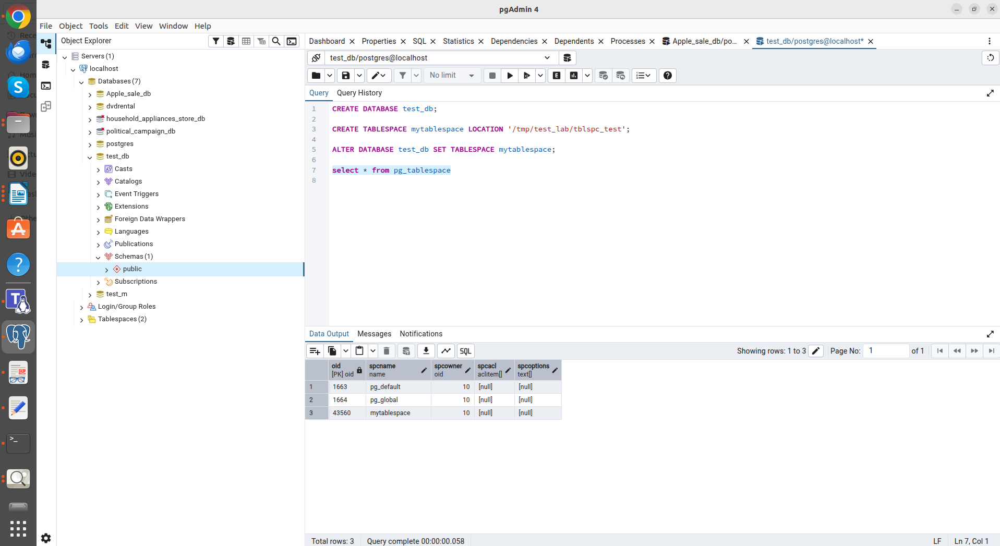 pgAdmin 4
File Object Tools Edit View Window Help
Object Explorer
Dashboard Properties SQL Statistics Dependencies Dependents Processes Apple_sale_db/po... test_db/postgres@localhost*
Servers (1)
localhost
Databases (7)
Apple_sale_db
dvdrental
household_appliances_store_db
political_campaign_db
postgres
test_db
Casts
Catalogs
Event Triggers
Extensions
Foreign Data Wrappers
Languages
Publications
Schemas (1)
public
Subscriptions
test_m
Login/Group Roles
Tablespaces (2)
test_db/postgres@localhost
No limit
E
Query Query History
1 CREATE DATABASE test_db;
2
3 CREATE TABLESPACE mytablespace LOCATION '/tmp/test_lab/tblspc_test';
4
5 ALTER DATABASE test_db SET TABLESPACE mytablespace;
6
7 select * from pg_tablespace
8
Data Output Messages Notifications
SQL Showing rows: 1 to 3 Page No: 1 of 1
oid spcname spcowner spcacl spcoptions
[PK] oid name oid aclitem[] text[]
1 1663 pg_default 10 [null] [null]
2 1664 pg_global 10 [null] [null]
3 43560 mytablespace 10 [null] [null]
Total rows: 3 Query complete 00:00:00.058 LF Ln 7, Col 1